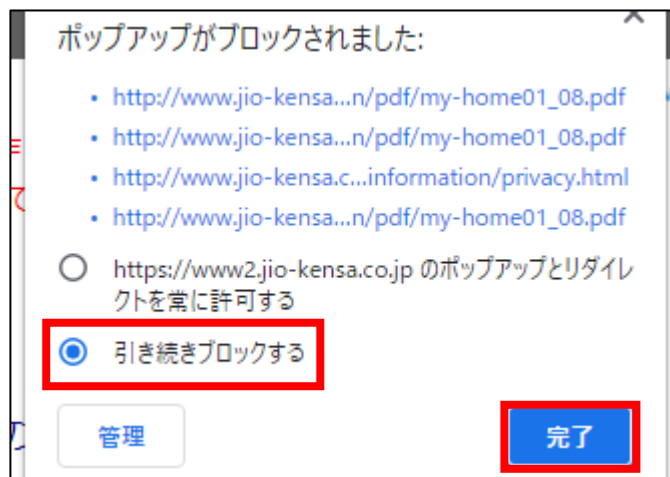 ポップアップがブロックされました:
• http://www.jio-kensa...n/pdf/my-home01_08.pdf
• http://www.jio-kensa...n/pdf/my-home01_08.pdf
• http://www.jio-kensa.c...information/privacy.html
• http://www.jio-kensa...n/pdf/my-home01_08.pdf
https://www2.jio-kensa.co.jp のポップアップとリダイレ
クトを常に許可する
引き続きブロックする
管理
完了